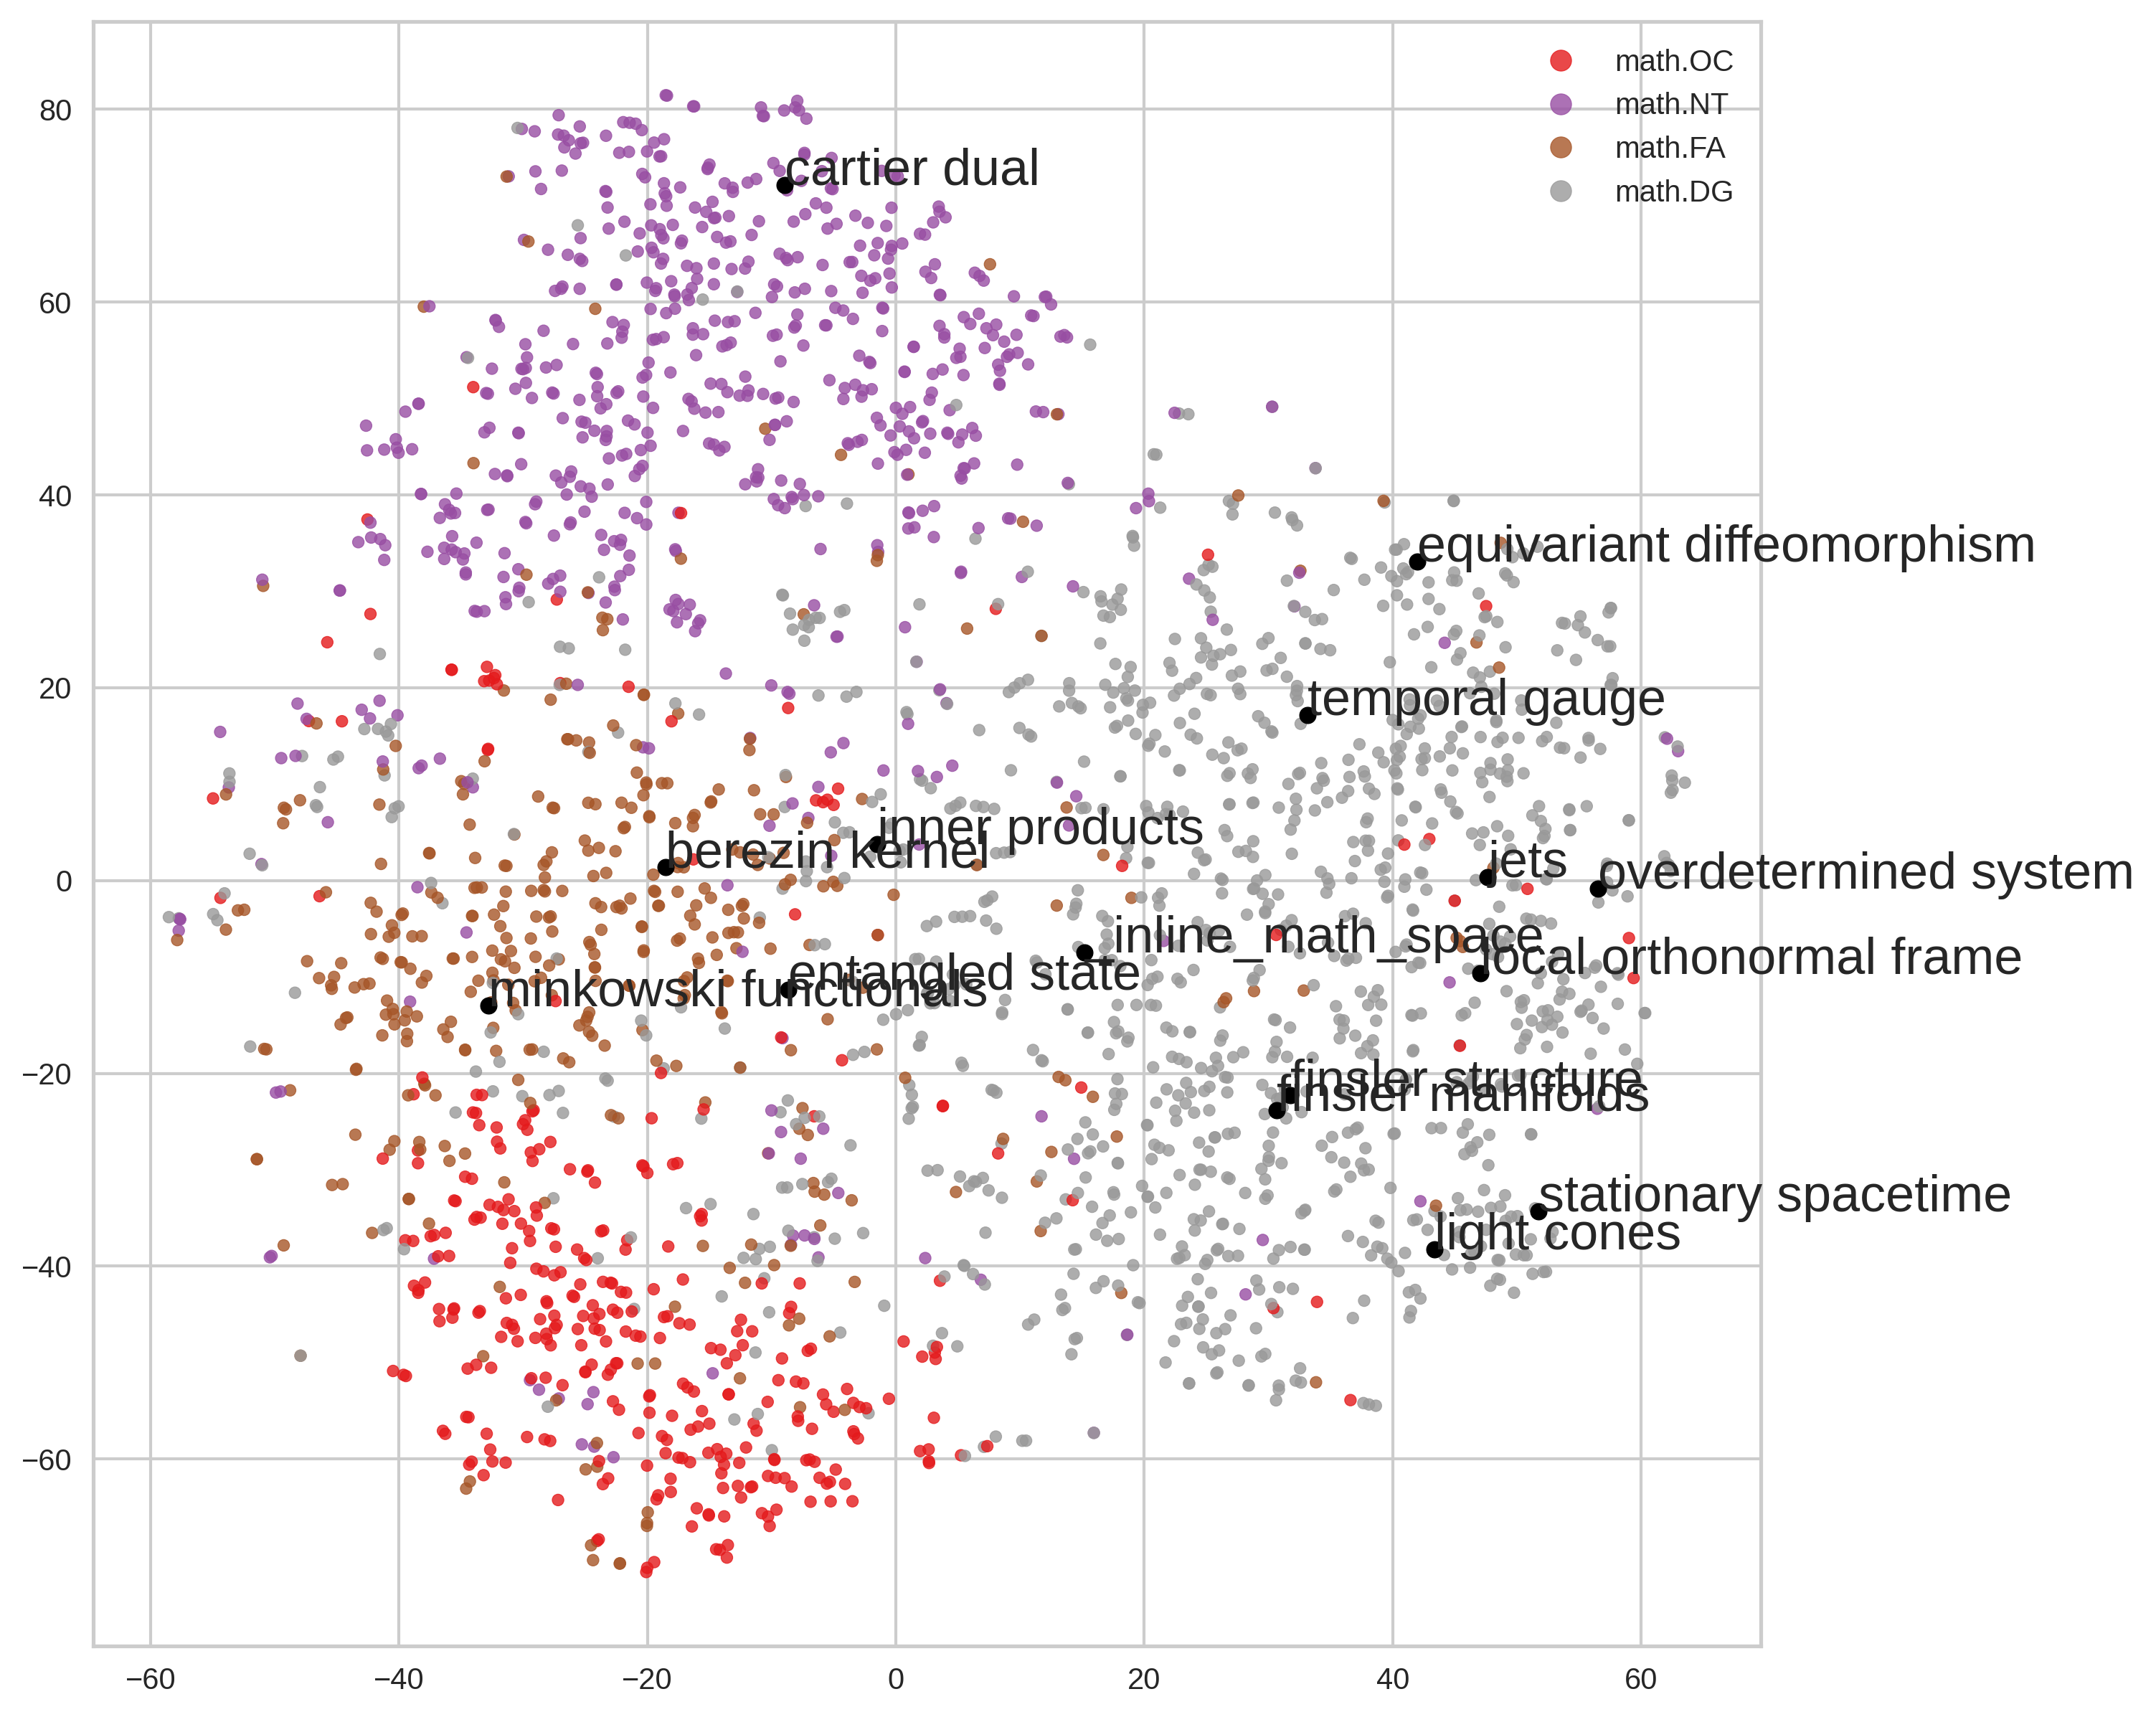 math.OC
math.NT
math.FA
math.DG
cartier dual
equivariant diffeomorphism
temporal gauge
inner products
berezin kernel
jets
overdetermined system
_inline_math_space
local orthonormal frame
entangled state
minkowski functionals
finsler structure
finsler manifolds
stationary spacetime
light cones
80
60
40
20
0
−20
−40
−60
−60
−40
−20
0
20
40
60